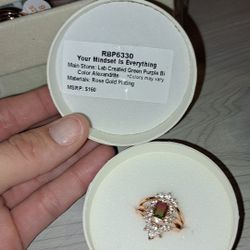 RBP6330
Your Mindset is Everything
Main Stone: Lab Created Green Purple Bi
Color Alexandrite *Colors may vary
Materials: Rose Gold Plating
MSRP: $160